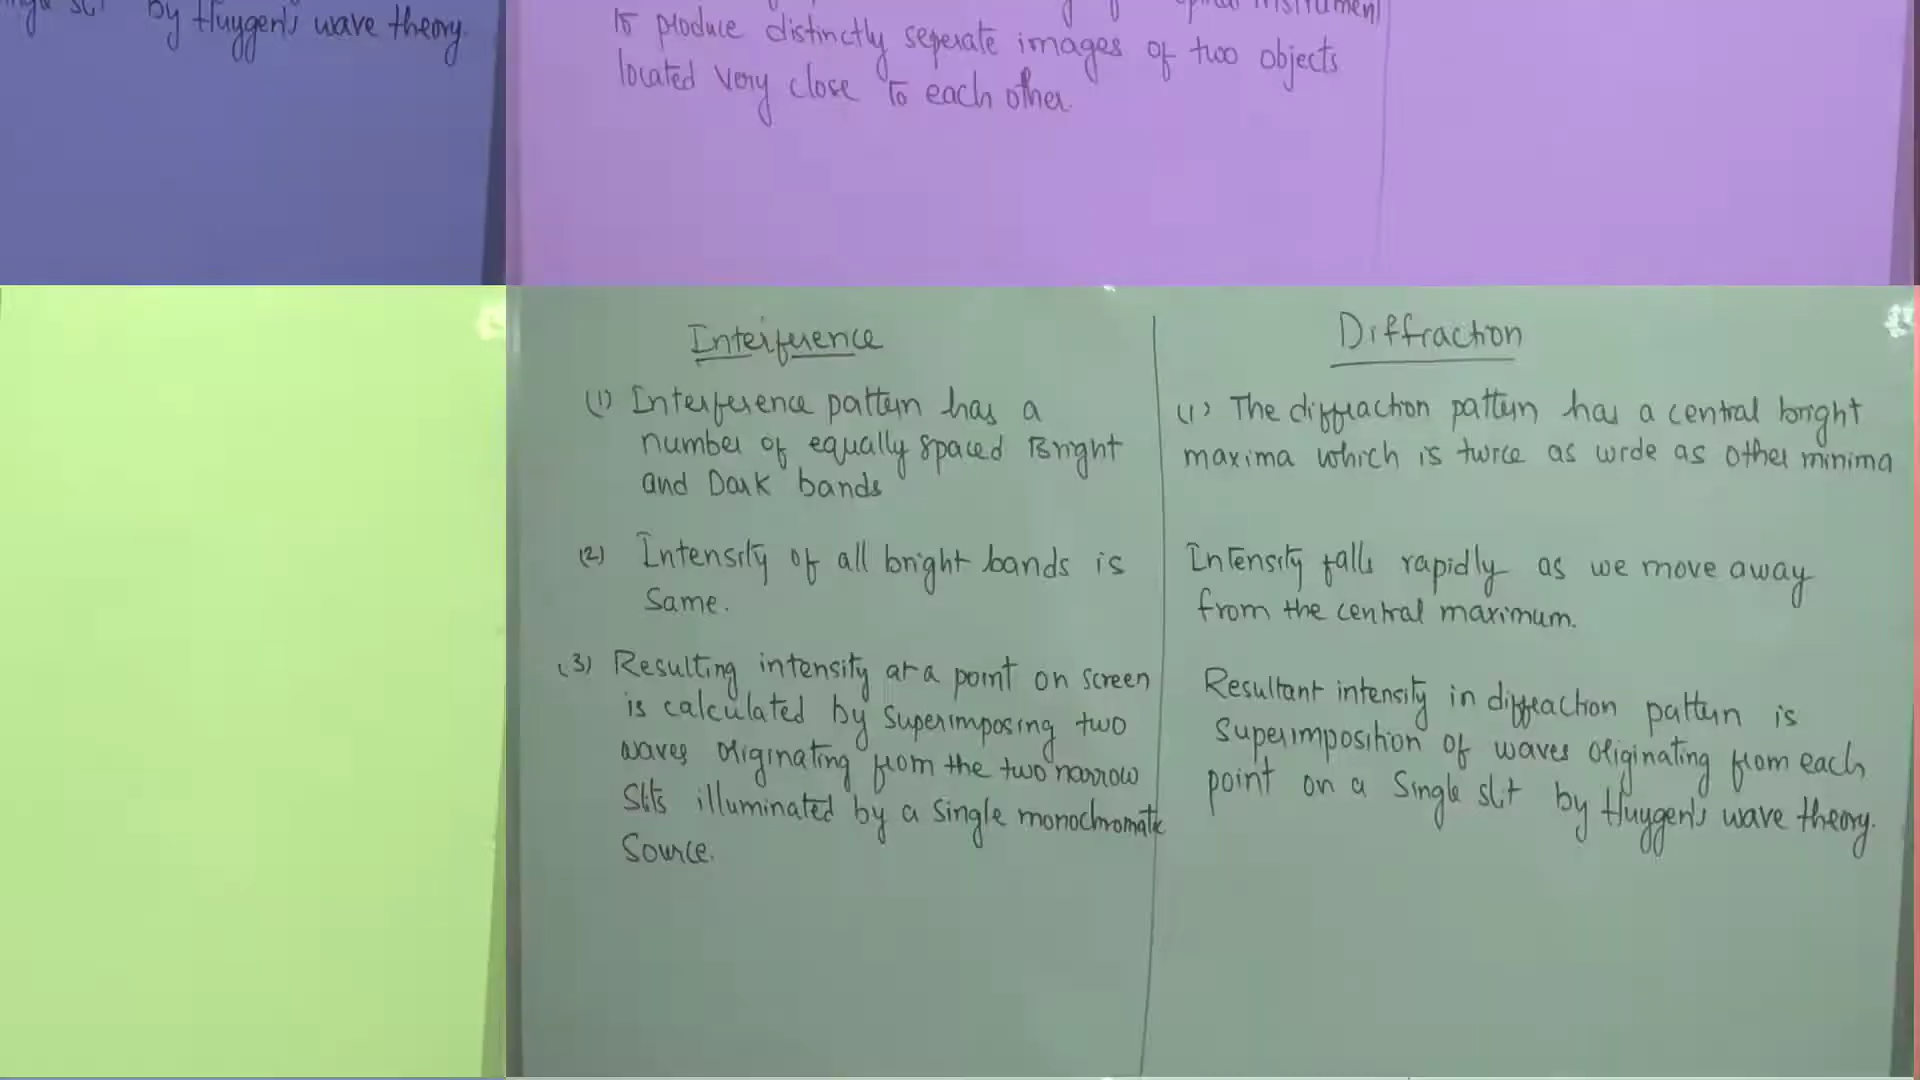 by Huygen's wave theory.
to produce distinctly seperate images of two objects
located very close to each other.
Interference
(1) Interference pattern has a
number of equally spaced Bright
and Dark bands
(2) Intensity of all bright bands is
Same.
(3) Resulting intensity at a point on screen
is calculated by superimposing two
waves originating from the two narrow
Slits illuminated by a single monochromatic
Source.
Diffraction
(1) The diffraction pattern has a central bright
maxima which is twice as wide as other minima
Intensity falls rapidly as we move away
from the central maximum.
Resultant intensity in diffraction pattern is
superimposition of waves originating from each
point on a single slit by Huygen's wave theory.